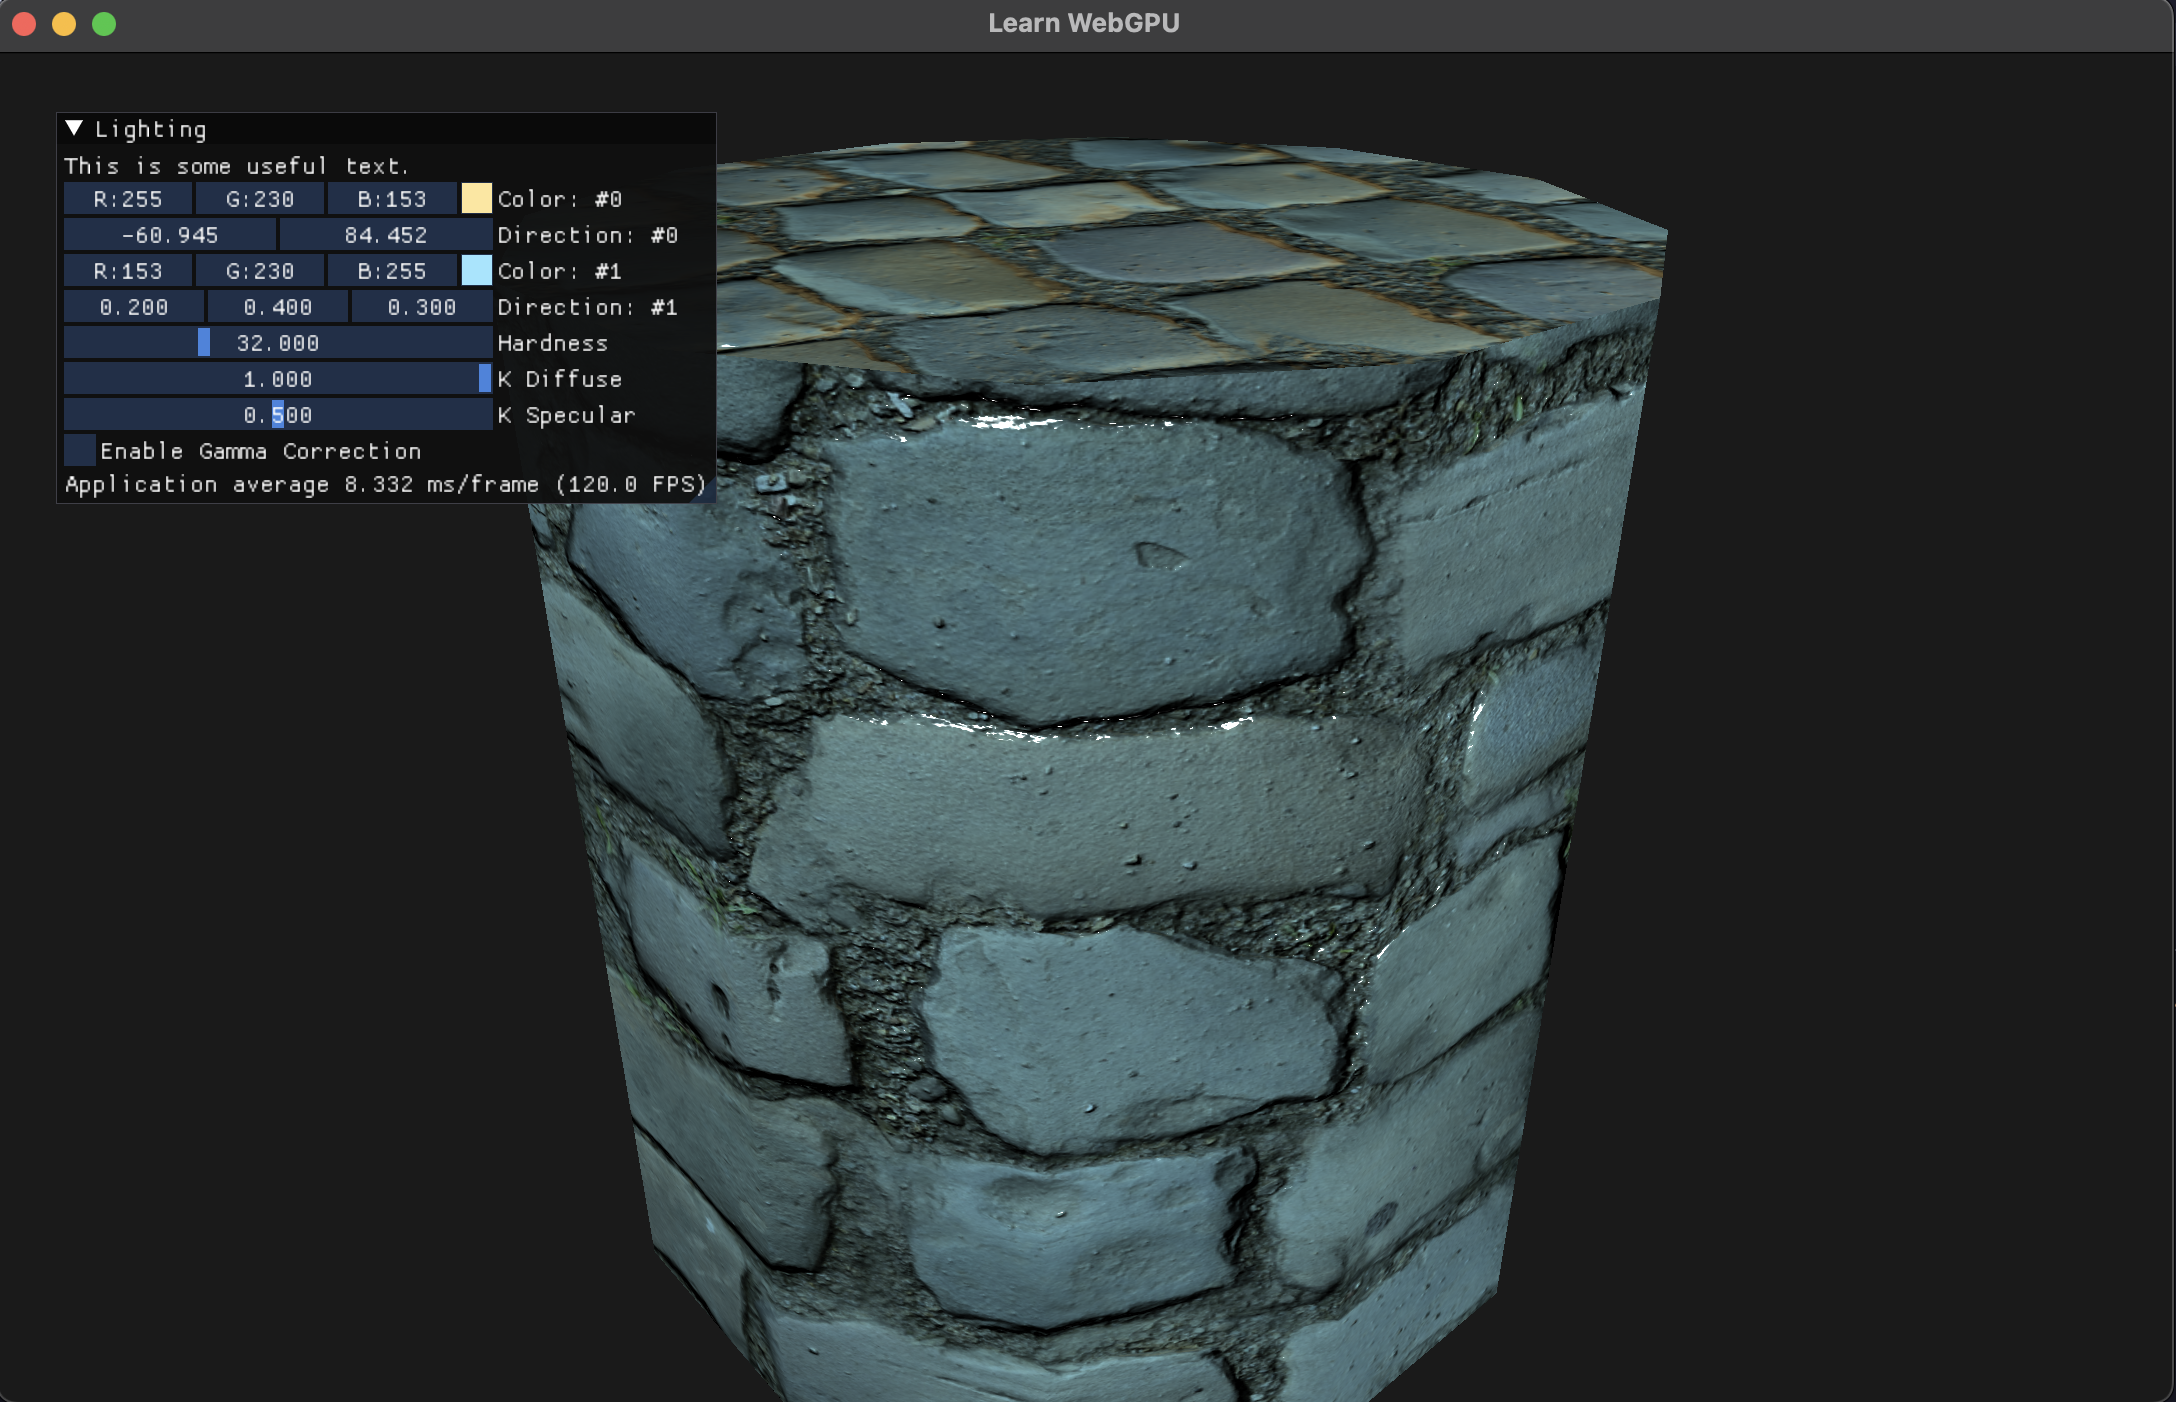 Learn WebGPU
Lighting
This is some useful text.
R:255 G:230 B:153 Color: #0
-60.945 84.452 Direction: #0
R:153 G:230 B:255 Color: #1
0.200 0.400 0.300 Direction: #1
32.000 Hardness
1.000 K Diffuse
0.500 K Specular
Enable Gamma Correction
Application average 8.332 ms/frame (120.0 FPS)